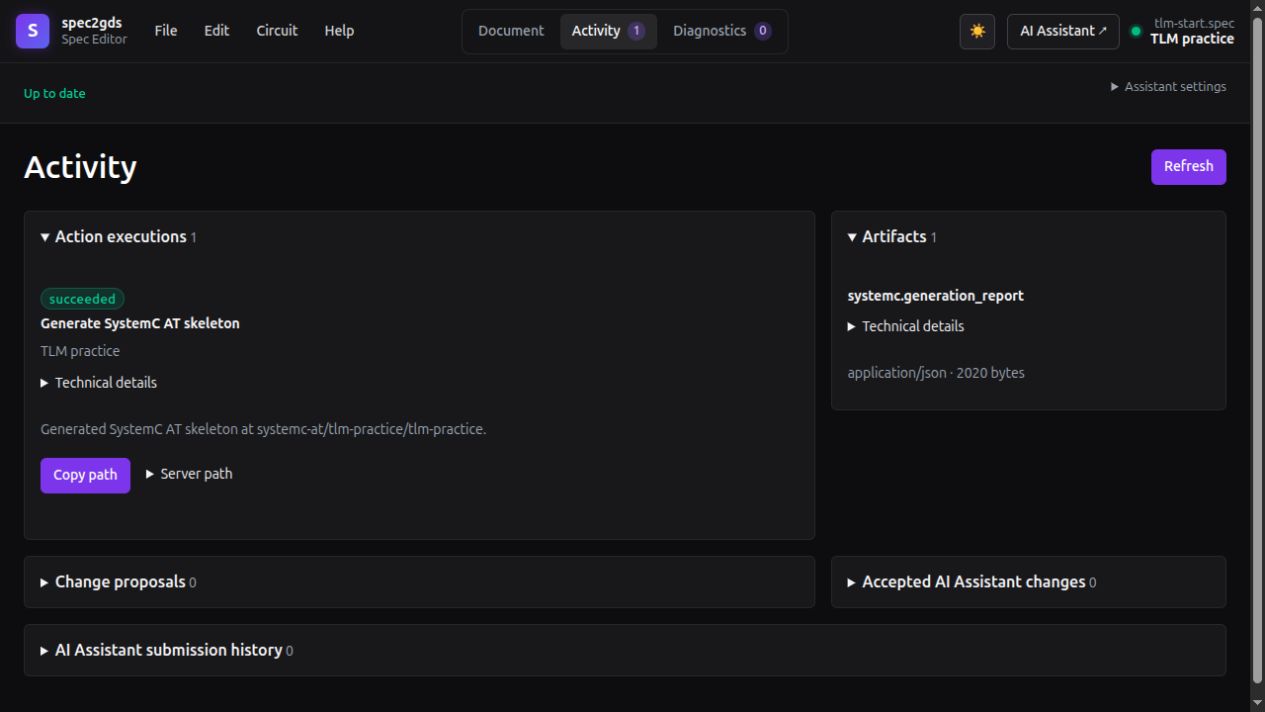 S
spec2gds
Spec Editor
File
Edit
Circuit
Help
Document
Activity 1
Diagnostics 0
AI Assistant ↗
tlm-start.spec
TLM practice
Up to date
▶ Assistant settings
Activity
Refresh
▼ Action executions 1
succeeded
Generate SystemC AT skeleton
TLM practice
▶ Technical details
Generated SystemC AT skeleton at systemc-at/tlm-practice/tlm-practice.
Copy path
▶ Server path
▼ Artifacts 1
systemc.generation_report
▶ Technical details
application/json · 2020 bytes
▶ Change proposals 0
▶ Accepted AI Assistant changes 0
▶ AI Assistant submission history 0